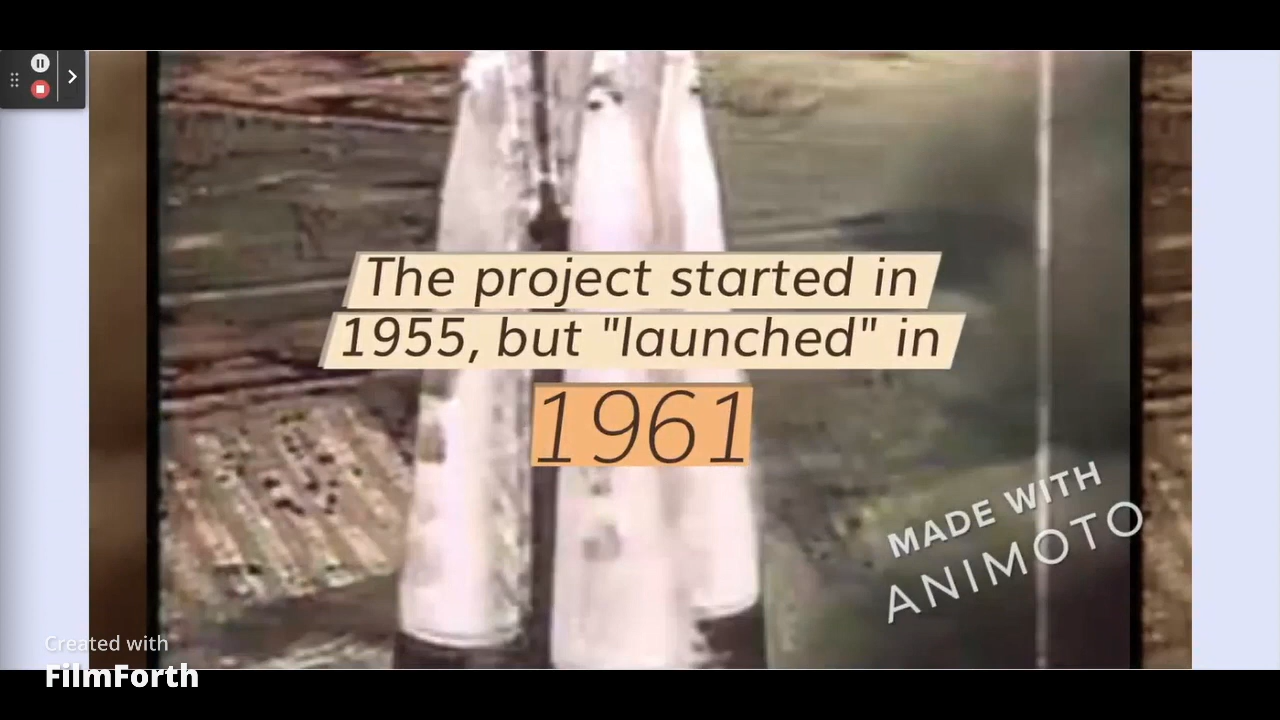 The project started in
1955, but "launched" in
1961
MADE WITH
ANIMOTO
Created with
FilmForth